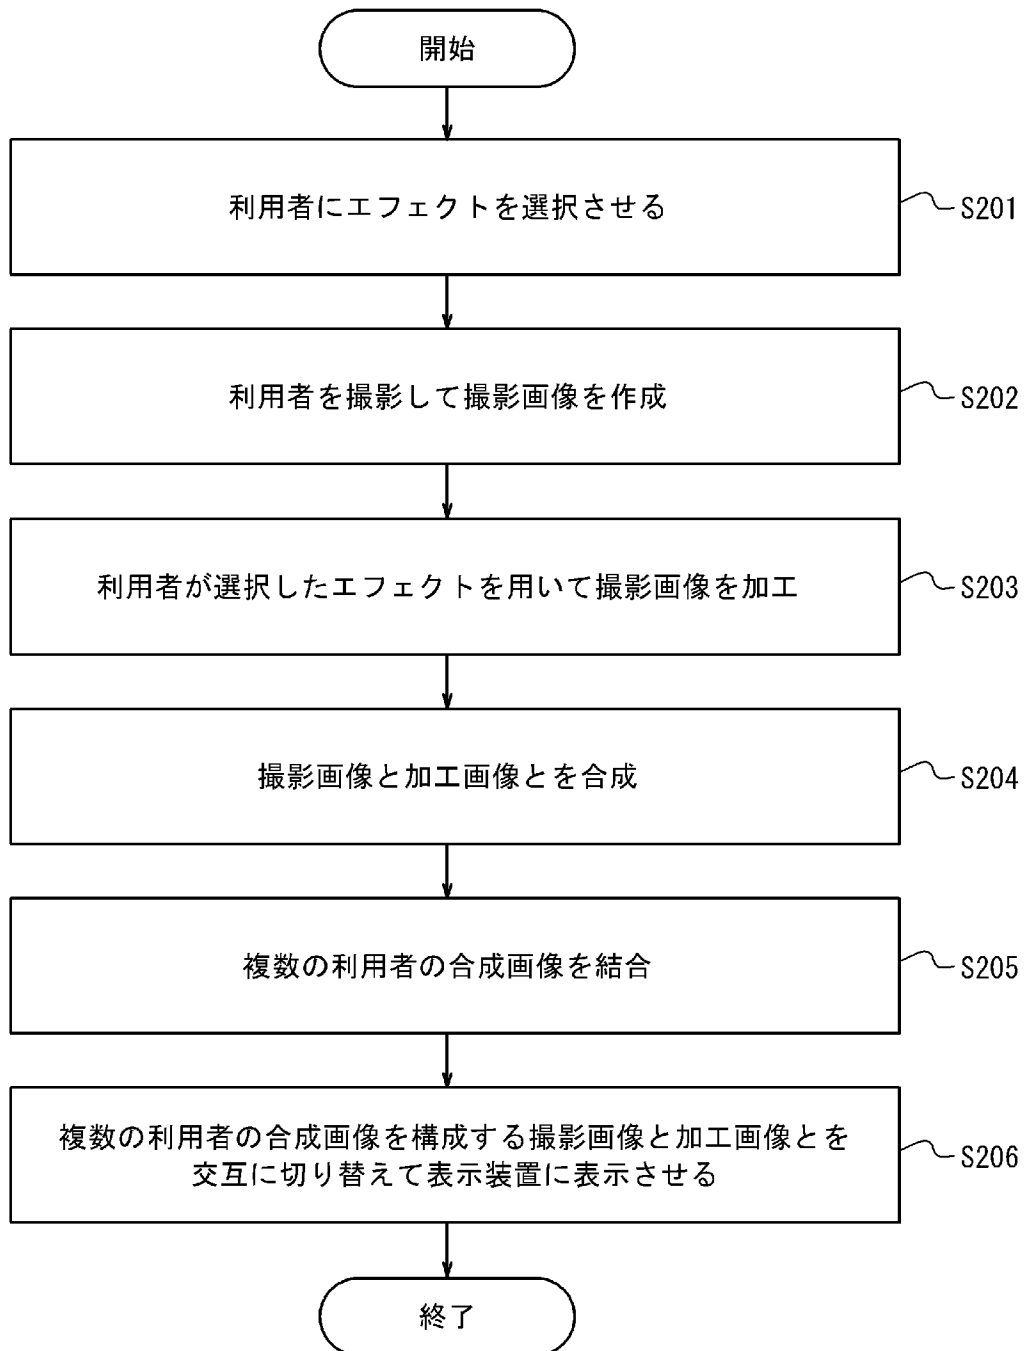 開始
利用者にエフェクトを選択させる
S201
利用者を撮影して撮影画像を作成
S202
利用者が選択したエフェクトを用いて撮影画像を加工
S203
撮影画像と加工画像とを合成
S204
複数の利用者の合成画像を結合
S205
複数の利用者の合成画像を構成する撮影画像と加工画像とを
交互に切り替えて表示装置に表示させる
S206
終了